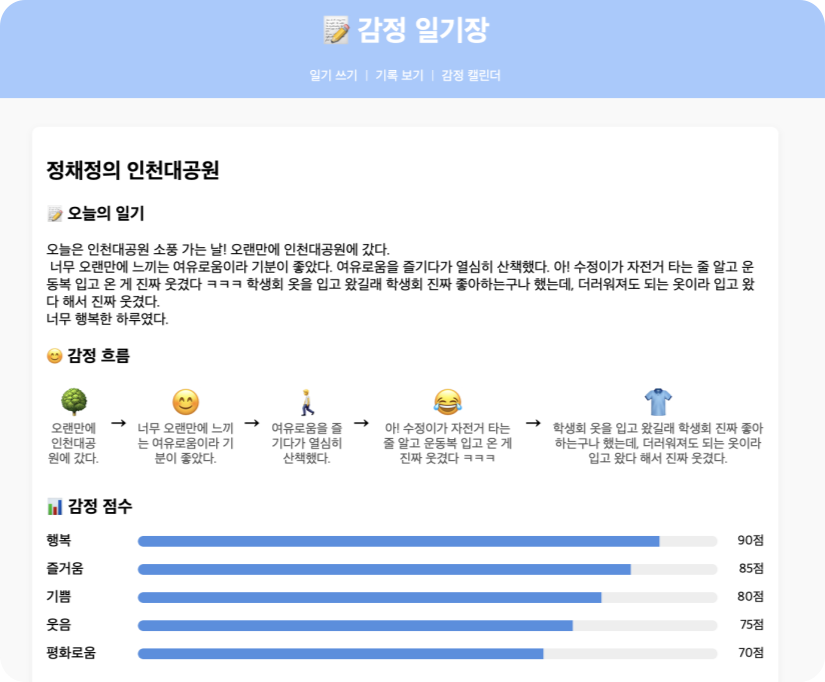 📝 감정 일기장
일기 쓰기 | 기록 보기 | 감정 캘린더
정채정의 인천대공원
📝 오늘의 일기
오늘은 인천대공원 소풍 가는 날! 오랜만에 인천대공원에 갔다.
너무 오랜만에 느끼는 여유로움이라 기분이 좋았다. 여유로움을 즐기다가 열심히 산책했다. 아! 수정이가 자전거 타는 줄 알고 운
동복 입고 온 게 진짜 웃겼다 ㅋㅋㅋ 학생회 옷을 입고 왔길래 학생회 진짜 좋아하는구나 했는데, 더러워져도 되는 옷이라 입고 왔
다 해서 진짜 웃겼다.
너무 행복한 하루였다.
😊 감정 흐름
오랜만에
인천대공
원에 갔다.
→
너무 오랜만에 느끼
는 여유로움이라 기
분이 좋았다.
→
여유로움을 즐
기다가 열심히
산책했다.
→
아! 수정이가 자전거 타는
줄 알고 운동복 입고 온 게
진짜 웃겼다 ㅋㅋㅋ
→
학생회 옷을 입고 왔길래 학생회 진짜 좋아
하는구나 했는데, 더러워져도 되는 옷이라
입고 왔다 해서 진짜 웃겼다.
📊 감정 점수
행복 90점
즐거움 85점
기쁨 80점
웃음 75점
평화로움 70점